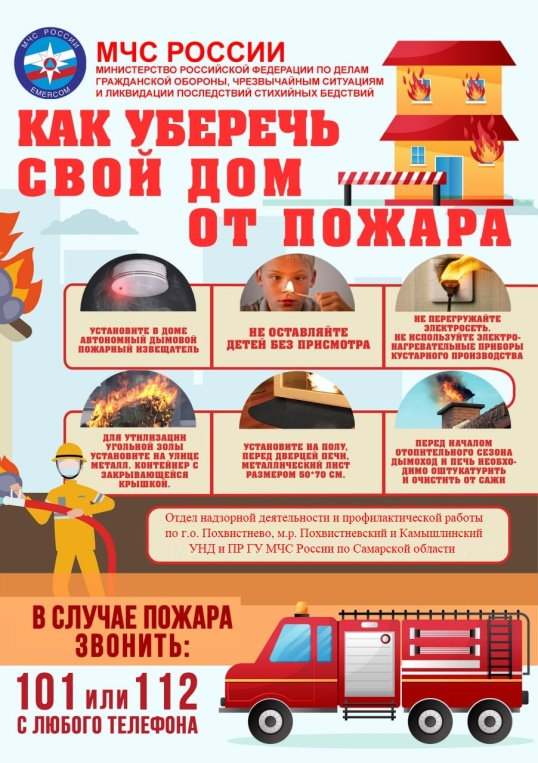 МЧС РОССИИ
EMERCOM
МЧС РОССИИ
МИНИСТЕРСТВО РОССИЙСКОЙ ФЕДЕРАЦИИ ПО ДЕЛАМ
ГРАЖДАНСКОЙ ОБОРОНЫ, ЧРЕЗВЫЧАЙНЫМ СИТУАЦИЯМ
И ЛИКВИДАЦИИ ПОСЛЕДСТВИЙ СТИХИЙНЫХ БЕДСТВИЙ
КАК УБЕРЕЧЬ
СВОЙ ДОМ
ОТ ПОЖАРА
УСТАНОВИТЕ В ДОМЕ
АВТОНОМНЫЙ ДЫМОВОЙ
ПОЖАРНЫЙ ИЗВЕЩАТЕЛЬ
НЕ ОСТАВЛЯЙТЕ
ДЕТЕЙ БЕЗ ПРИСМОТРА
НЕ ПЕРЕГРУЖАЙТЕ
ЭЛЕКТРОСЕТЬ.
НЕ ИСПОЛЬЗУЙТЕ ЭЛЕКТРО-
НАГРЕВАТЕЛЬНЫЕ ПРИБОРЫ
КУСТАРНОГО ПРОИЗВОДСТВА
ДЛЯ УТИЛИЗАЦИИ
УГОЛЬНОЙ ЗОЛЫ
УСТАНОВИТЕ НА УЛИЦЕ
МЕТАЛЛ. КОНТЕЙНЕР С
ЗАКРЫВАЮЩЕЙСЯ
КРЫШКОЙ.
УСТАНОВИТЕ НА ПОЛУ,
ПЕРЕД ДВЕРЦЕЙ ПЕЧИ,
МЕТАЛЛИЧЕСКИЙ ЛИСТ
РАЗМЕРОМ 50*70 СМ.
ПЕРЕД НАЧАЛОМ
ОТОПИТЕЛЬНОГО СЕЗОНА
ДЫМОХОД И ПЕЧЬ НЕОБХО-
ДИМО ОШТУКАТУРИТЬ
И ОЧИСТИТЬ ОТ САЖИ
Отдел надзорной деятельности и профилактической работы
по г.о. Похвистнево, м.р. Похвистневский и Камышлинский
УНД и ПР ГУ МЧС России по Самарской области
В СЛУЧАЕ ПОЖАРА
ЗВОНИТЬ:
101 или 112
С ЛЮБОГО ТЕЛЕФОНА